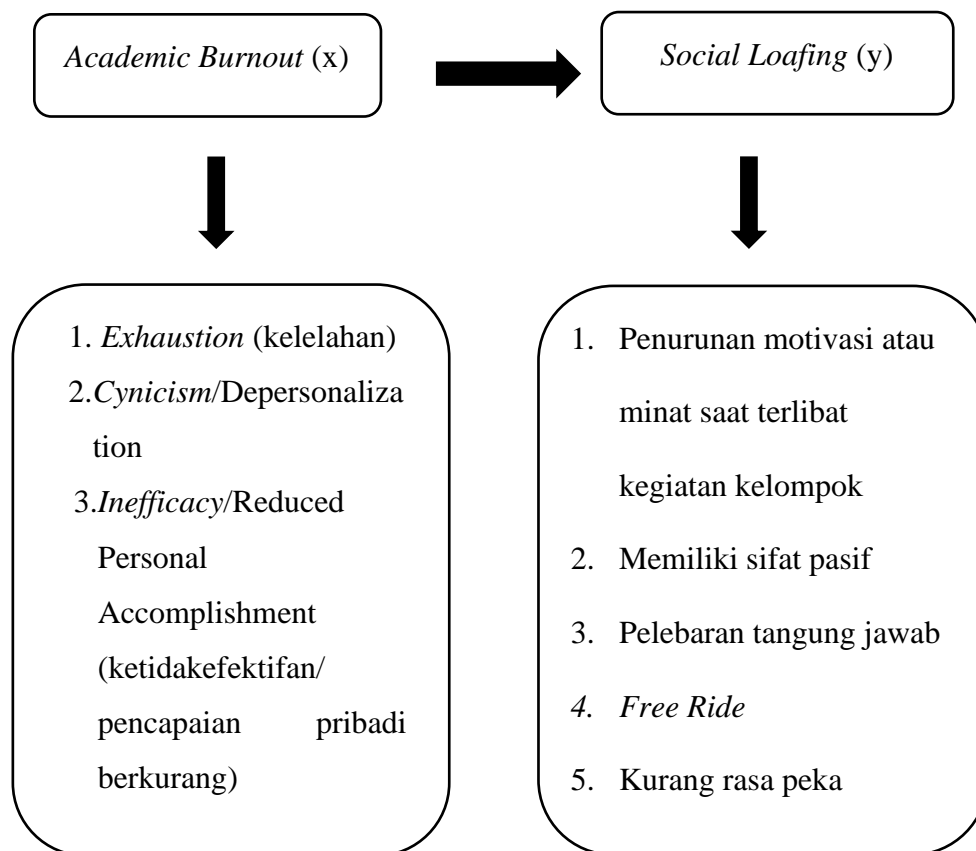 Academic Burnout (x)
Social Loafing (y)
1. Exhaustion (kelelahan)
2.Cynicism/Depersonaliza
tion
3.Inefficacy/Reduced
Personal
Accomplishment
(ketidakefektifan/
pencapaian pribadi
berkurang)
1. Penurunan motivasi atau
minat saat terlibat
kegiatan kelompok
2. Memiliki sifat pasif
3. Pelebaran tangung jawab
4. Free Ride
5. Kurang rasa peka